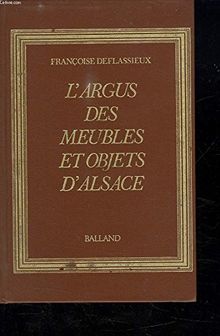 FRANÇOISE DEFLASSIEUX
L'ARGUS
DES
MEUBLES
ET OBJETS
D'ALSACE
BALLAND